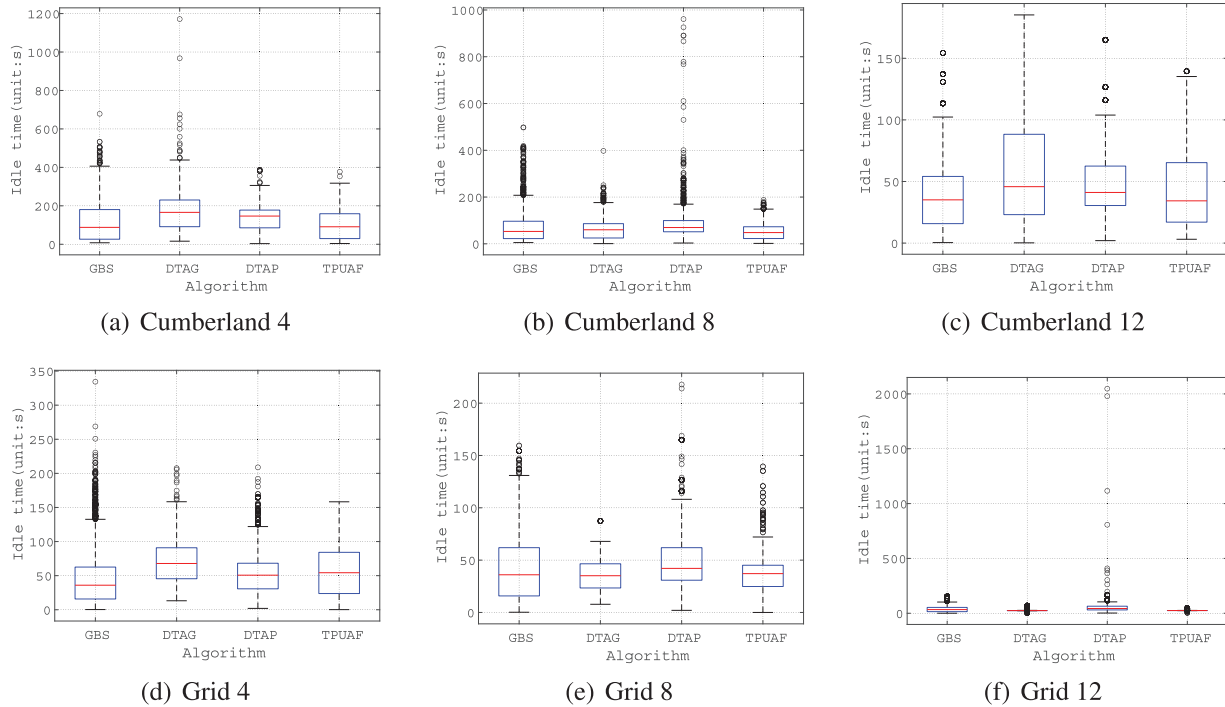 1200
1000
800
600
400
200
0
Idle time(unit:s)
GBS DTAG DTAP TPUAF
Algorithm
(a) Cumberland 4
1000
800
600
400
200
0
Idle time(unit:s)
GBS DTAG DTAP TPUAF
Algorithm
(b) Cumberland 8
150
100
50
0
Idle time(unit:s)
GBS DTAG DTAP TPUAF
Algorithm
(c) Cumberland 12
350
300
250
200
150
100
50
0
Idle time(unit:s)
GBS DTAG DTAP TPUAF
Algorithm
(d) Grid 4
200
150
100
50
0
Idle time(unit:s)
GBS DTAG DTAP TPUAF
Algorithm
(e) Grid 8
2000
1500
1000
500
0
Idle time(unit:s)
GBS DTAG DTAP TPUAF
Algorithm
(f) Grid 12